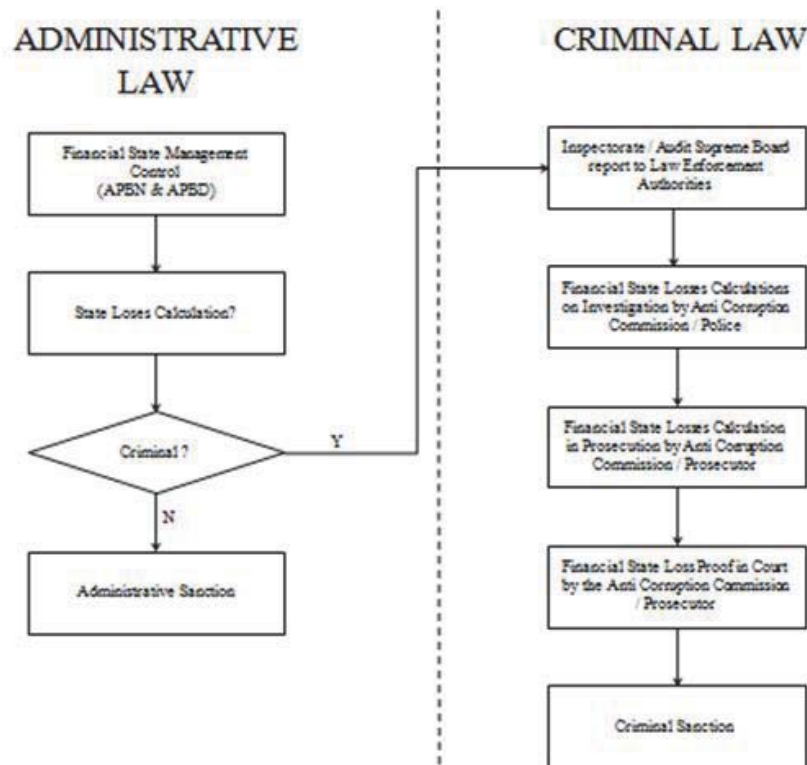 ADMINISTRATIVE
LAW
Financial State Management
Control
(APBN & APBD)
State Loses Calculation?
Criminal ?
Y
N
Administrative Sanction
CRIMINAL LAW
Inspectorate / Audit Supreme Board
report to Law Enforcement
Authorities
Financial State Losses Calculations
on Investigation by Anti Corruption
Commission / Police
Financial State Losses Calculation
in Prosecution by Anti Corruption
Commission / Prosecutor
Financial State Loss Proof in Court
by the Anti Corruption Commission
/ Prosecutor
Criminal Sanction